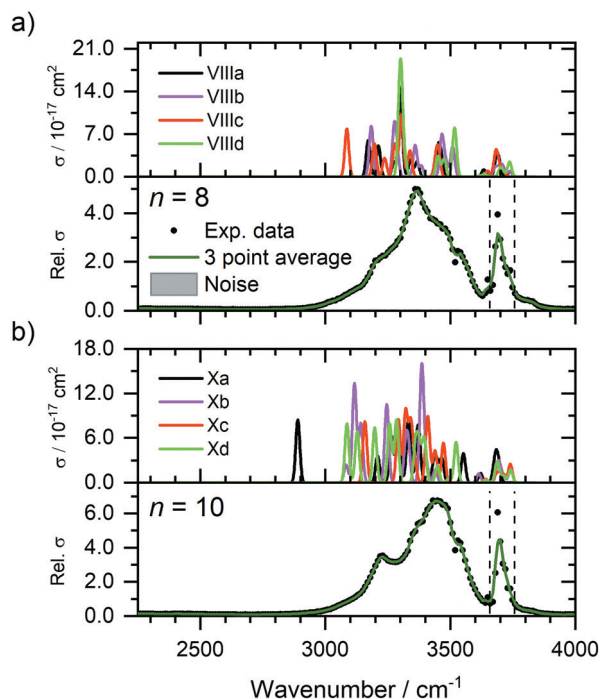 a)
σ / 10⁻¹⁷ cm²
21.0
14.0
7.0
0.0
VIIIa
VIIIb
VIIIc
VIIId
Rel. σ
4.0
2.0
0.0
n = 8
Exp. data
3 point average
Noise
b)
σ / 10⁻¹⁷ cm²
18.0
12.0
6.0
0.0
Xa
Xb
Xc
Xd
Rel. σ
6.0
4.0
2.0
0.0
n = 10
2500 3000 3500 4000
Wavenumber / cm⁻¹